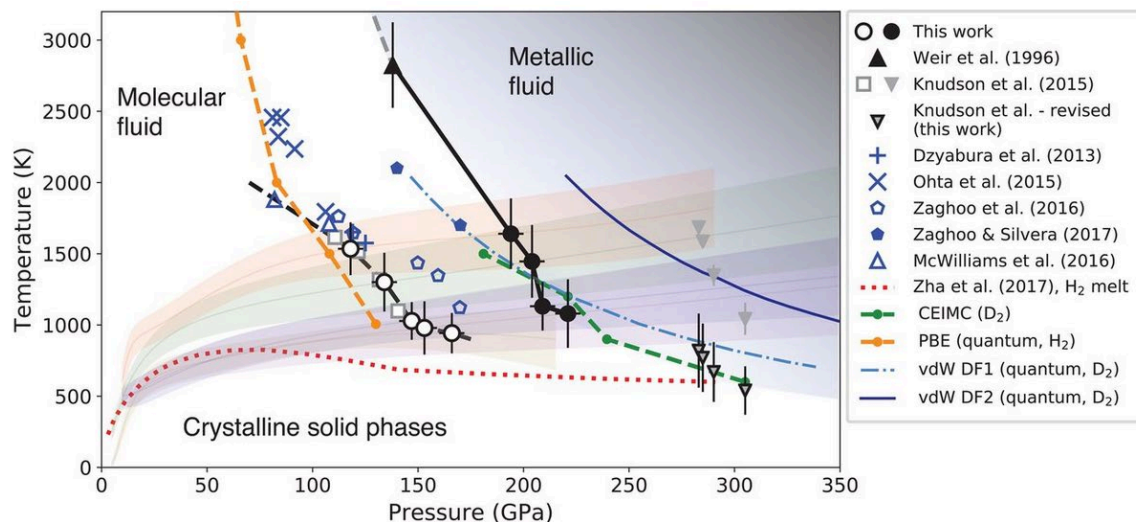 3000
2500
2000
1500
1000
500
0
Temperature (K)
Molecular
fluid
Metallic
fluid
Crystalline solid phases
0 50 100 150 200 250 300 350
Pressure (GPa)
This work
Weir et al. (1996)
Knudson et al. (2015)
Knudson et al. - revised
(this work)
Dzyabura et al. (2013)
Ohta et al. (2015)
Zaghoo et al. (2016)
Zaghoo & Silvera (2017)
McWilliams et al. (2016)
Zha et al. (2017), H₂ melt
CEIMC (D₂)
PBE (quantum, H₂)
vdW DF1 (quantum, D₂)
vdW DF2 (quantum, D₂)